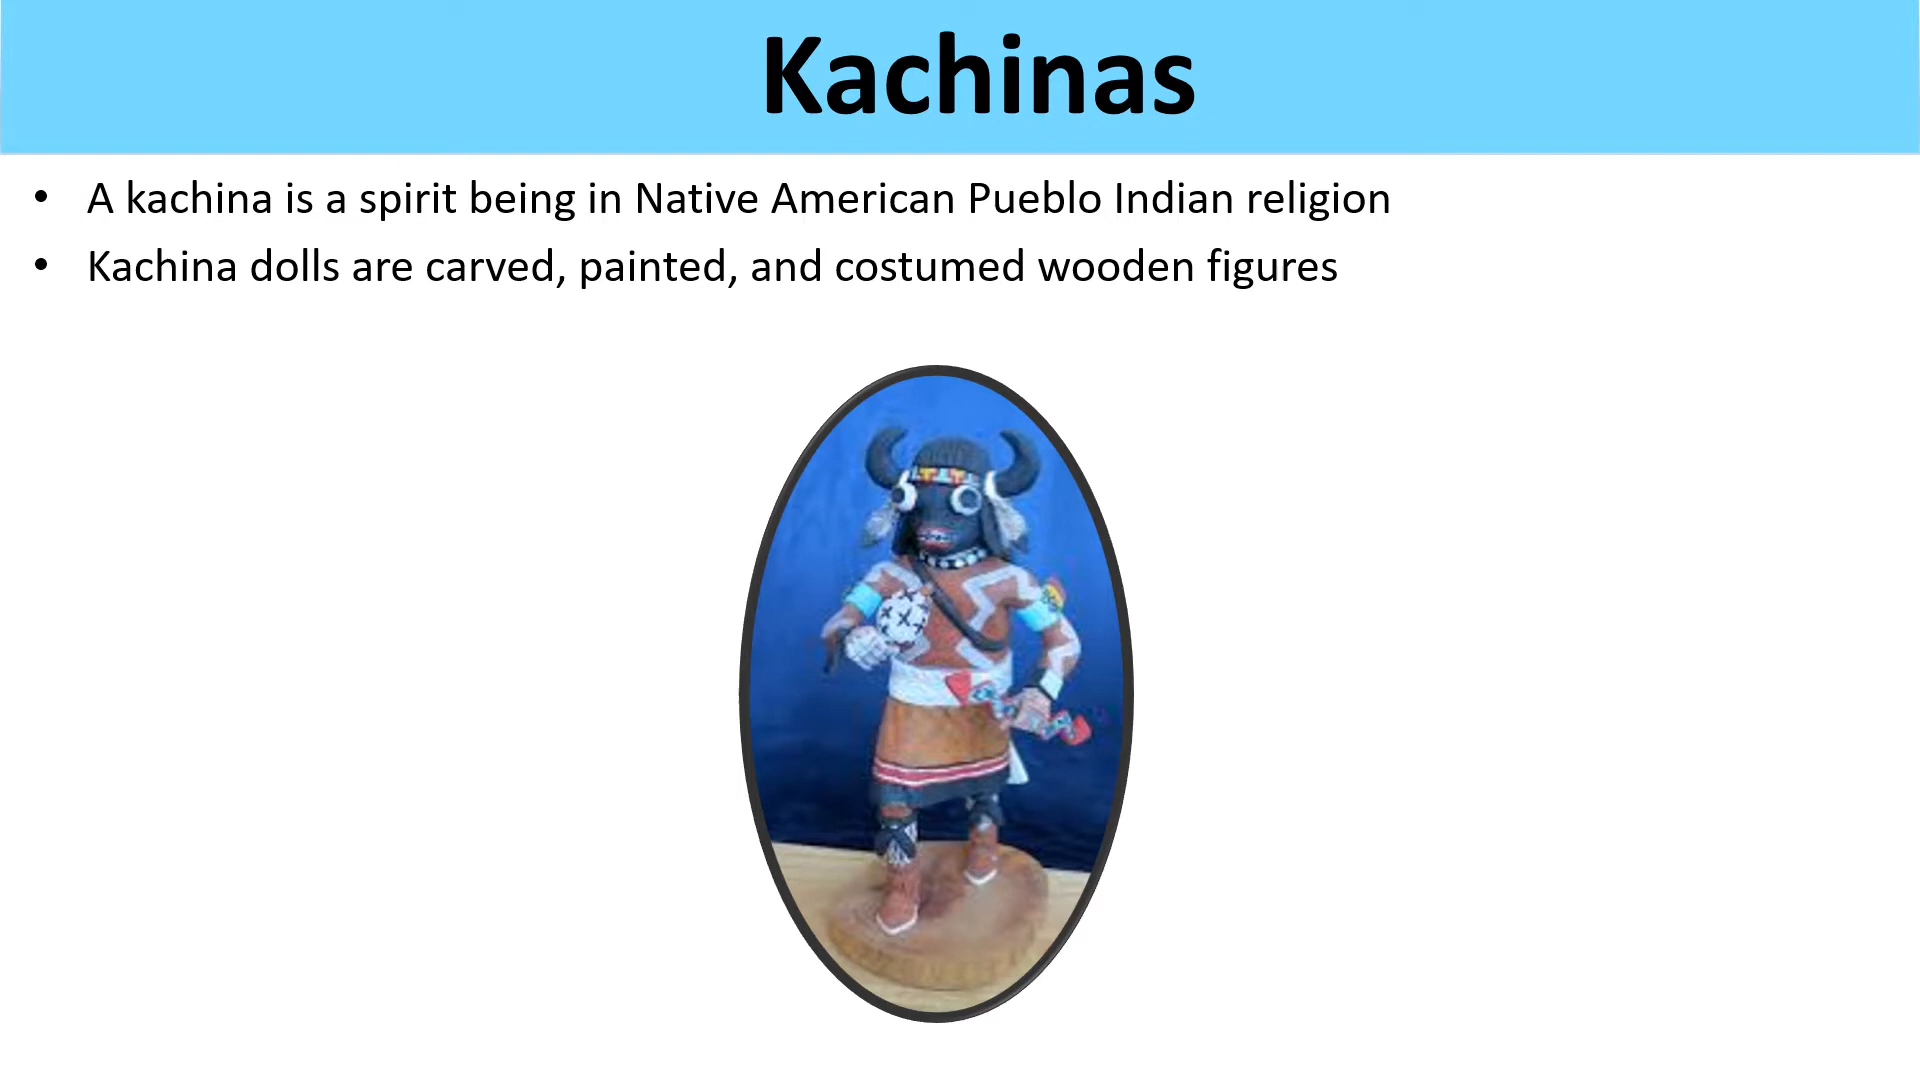 Kachinas
• A kachina is a spirit being in Native American Pueblo Indian religion
• Kachina dolls are carved, painted, and costumed wooden figures